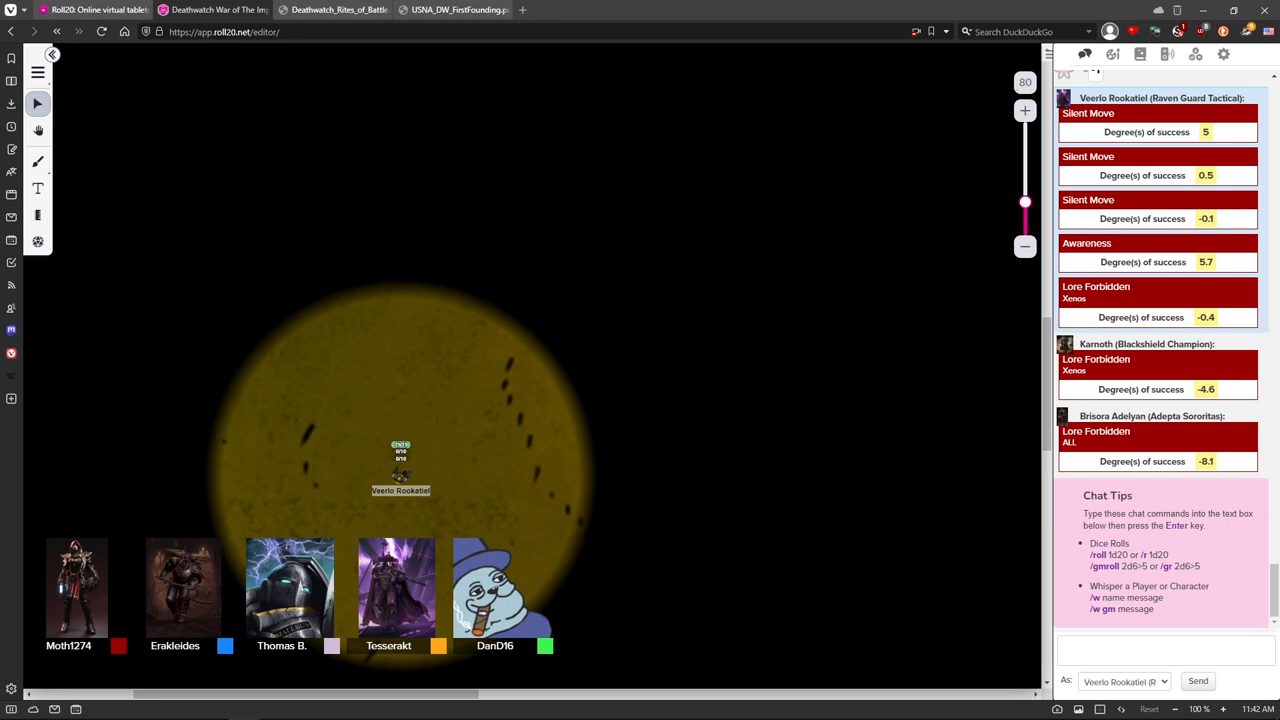 Roll20: Online virtual tablet
Deathwatch War of The Imp
Deathwatch_Rites_of_Battle
USNA_DW_FirstFounding.p
https://app.roll20.net/editor/
Search DuckDuckGo
80
Veerlo Rookatiel (Raven Guard Tactical):
Silent Move
Degree(s) of success 5
Silent Move
Degree(s) of success 0.5
Silent Move
Degree(s) of success -0.1
Awareness
Degree(s) of success 5.7
Lore Forbidden
Xenos
Degree(s) of success -0.4
Karnoth (Blackshield Champion):
Lore Forbidden
Xenos
Degree(s) of success -4.6
Brisora Adelyan (Adepta Sororitas):
Lore Forbidden
ALL
Degree(s) of success -8.1
Chat Tips
Type these chat commands into the text box
below then press the Enter key.
Dice Rolls
/roll 1d20 or /r 1d20
/gmroll 2d6>5 or /gr 2d6>5
Whisper a Player or Character
/w name message
/w gm message
As: Veerlo Rookatiel (R Send
0/10
0/10
Veerlo Rookatiel
Moth1274
Erakleides
Thomas B.
Tesserakt
DanD16
Reset 100 % 11:42 AM